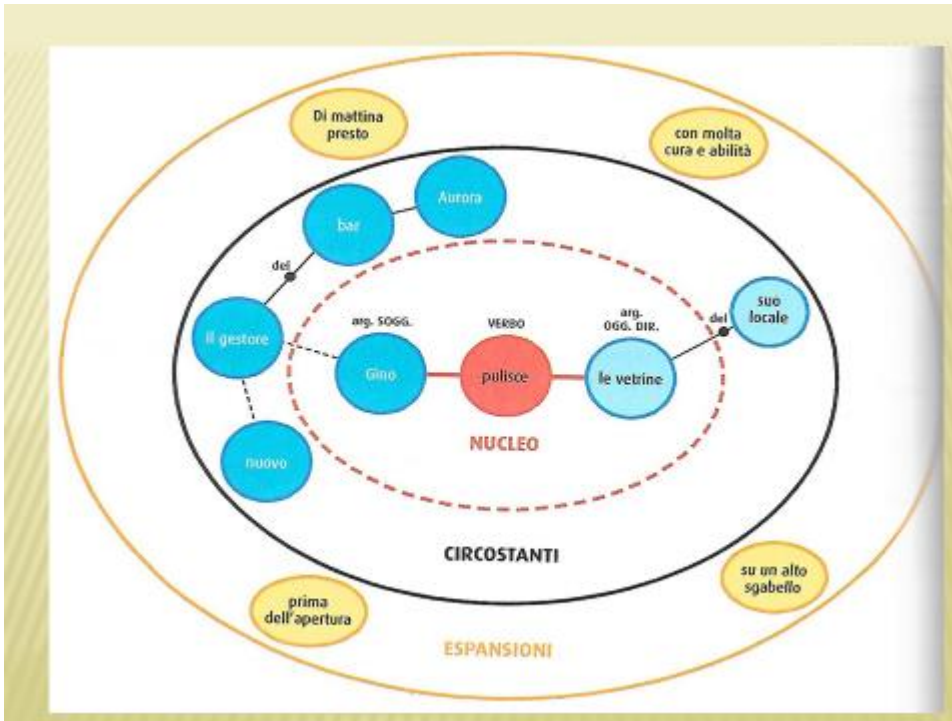 Di mattina
presto
con molta
cura e abilità
Aurora
bar
del
suo
locale
del
il gestore
arg. SOGG.
VERBO
arg.
OGG. DIR.
Gino
pulisce
le vetrine
NUCLEO
nuovo
CIRCOSTANTI
su un alto
sgabello
prima
dell'apertura
ESPANSIONI